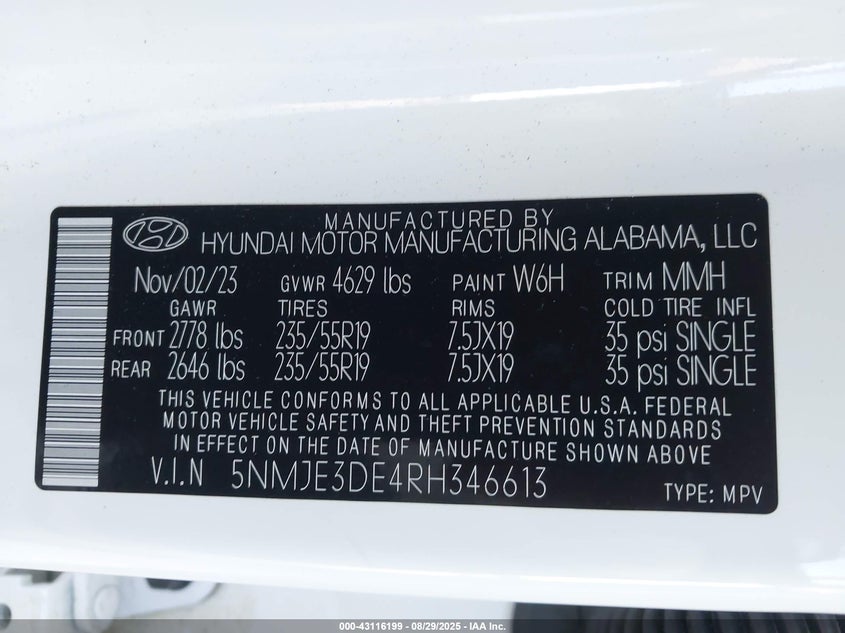 MANUFACTURED BY
HYUNDAI MOTOR MANUFACTURING ALABAMA, LLC
Nov/02/23 GVWR 4629 lbs PAINT W6H TRIM MMH
GAWR TIRES RIMS COLD TIRE INFL
FRONT 2778 lbs 235/55R19 7.5JX19 35 psi SINGLE
REAR 2646 lbs 235/55R19 7.5JX19 35 psi SINGLE
THIS VEHICLE CONFORMS TO ALL APPLICABLE U.S.A. FEDERAL
MOTOR VEHICLE SAFETY AND THEFT PREVENTION STANDARDS
IN EFFECT ON THE DATE OF MANUFACTURE SHOWN ABOVE
V.I.N 5NMJE3DE4RH346613
TYPE: MPV
000-43116199 - 08/29/2025 - IAA Inc.